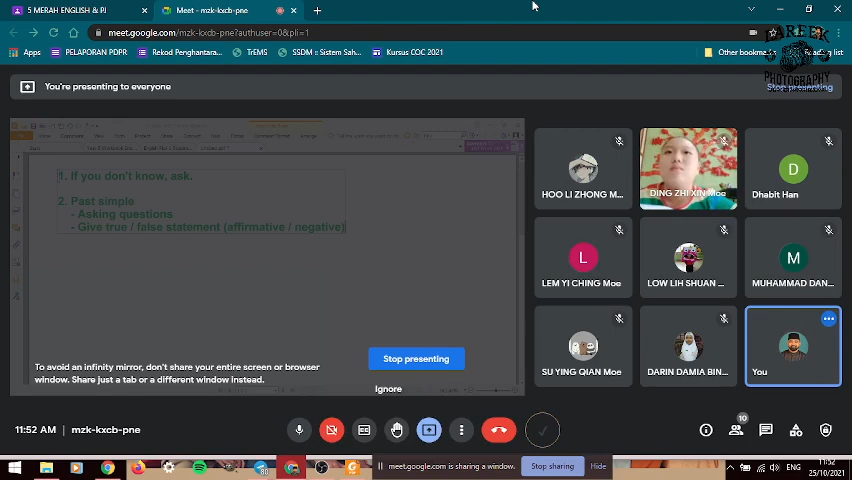 5 MERAH ENGLISH & PJ
Meet - mzk-kxcb-pne
meet.google.com/mzk-kxcb-pne?authuser=0&pli=1
Apps
PELAPORAN PDPR
Rekod Penghantara...
TrEMS
SSDM :: Sistem Sah...
Kursus COC 2021
Other bookmarks
Reading list
PHOTOGRAPHY
You're presenting to everyone
Stop presenting
1. If you don't know, ask.
2. Past simple
- Asking questions
- Give true / false statement (affirmative / negative)
To avoid an infinity mirror, don't share your entire screen or browser
window. Share just a tab or a different window instead.
Stop presenting
Ignore
HOO LI ZHONG M...
DING ZHI XIN Moe
D
Dhabit Han
L
LEM YI CHING Moe
LOW LIH SHUAN ...
M
MUHAMMAD DAN...
SU YING QIAN Moe
DARIN DAMIA BIN...
You
11:52 AM
mzk-kxcb-pne
10
meet.google.com is sharing a window.
Stop sharing
Hide
80
ENG
11:52
25/10/2021